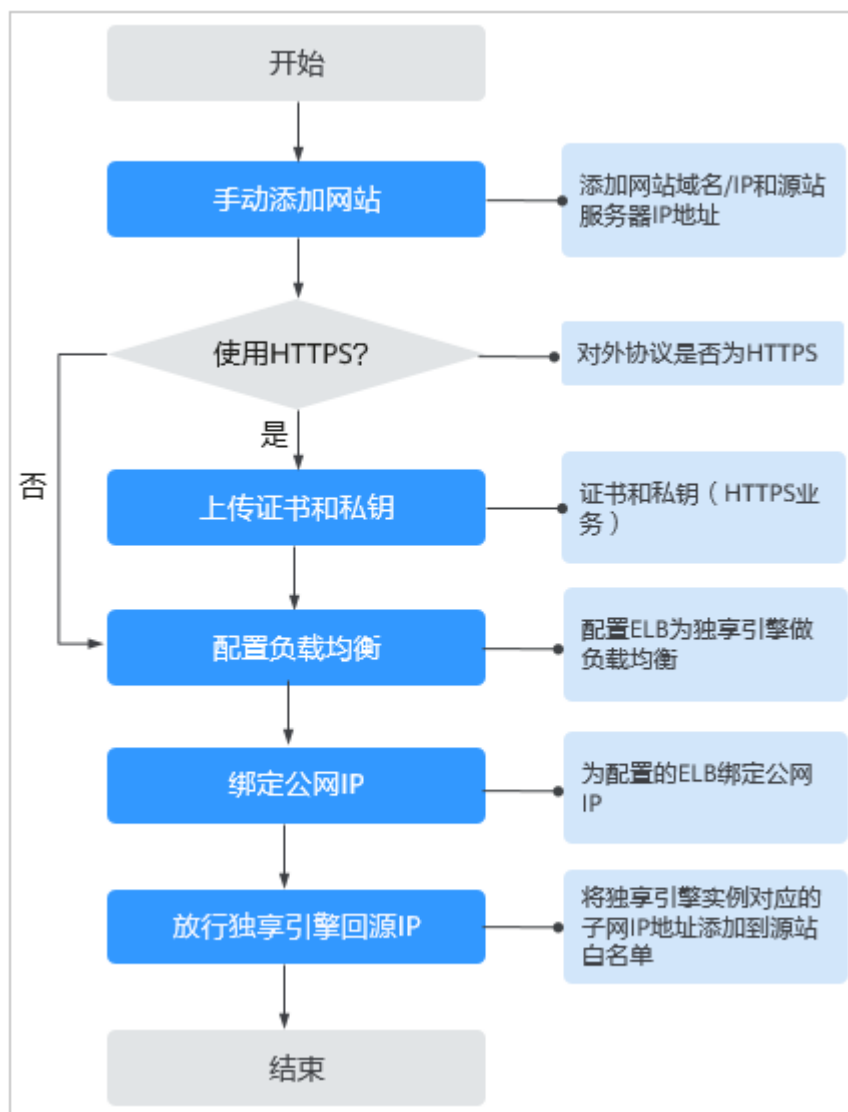 开始
手动添加网站
添加网站域名/IP和源站
服务器IP地址
使用HTTPS?
对外协议是否为HTTPS
是
否
上传证书和私钥
证书和私钥（HTTPS业
务）
配置负载均衡
配置ELB为独享引擎做
负载均衡
绑定公网IP
为配置的ELB绑定公网
IP
放行独享引擎回源IP
将独享引擎实例对应的
子网IP地址添加到源站
白名单
结束